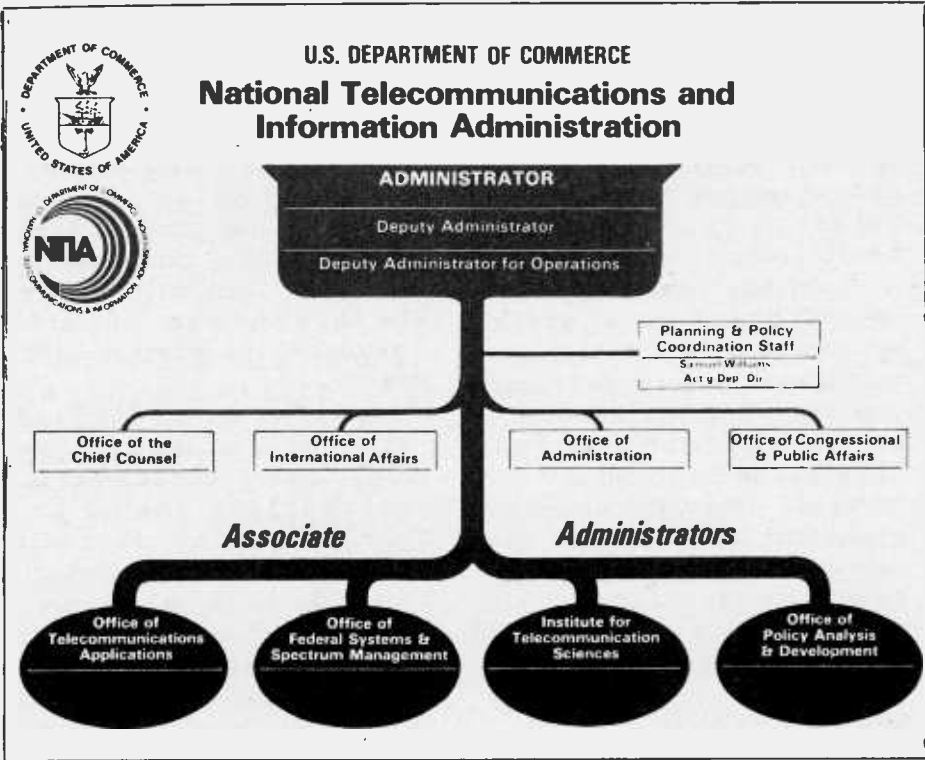 DEPARTMENT OF COMMERCE
UNITED STATES OF AMERICA
U.S. DEPARTMENT OF COMMERCE
National Telecommunications and
Information Administration
NTIA
ADMINISTRATOR
Deputy Administrator
Deputy Administrator for Operations
Planning & Policy
Coordination Staff
Samuel Williams
Act'g Dep Dir
Office of the
Chief Counsel
Office of
International Affairs
Office of
Administration
Office of Congressional
& Public Affairs
Associate Administrators
Office of
Telecommunications
Applications
Office of
Federal Systems &
Spectrum Management
Institute for
Telecommunication
Sciences
Office of
Policy Analysis
& Development